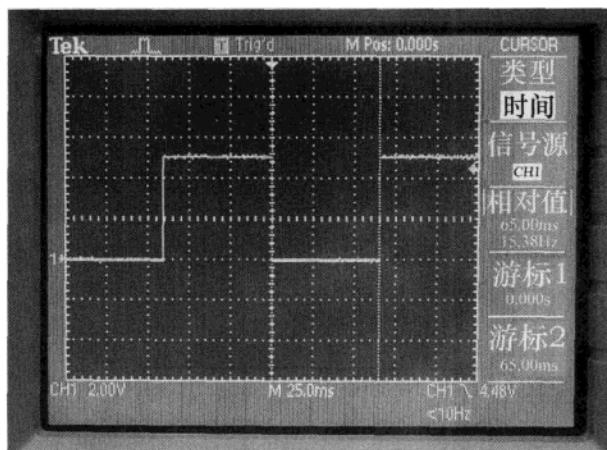 Tek T Trig'd M Pos: 0.000s CURSOR
类型
时间
信号源
CH1
相对值
65.00ms
15.38Hz
游标1
0.000s
游标2
65.00ms
1
CH1 2.00V M 25.0ms CH1 4.48V
<10Hz